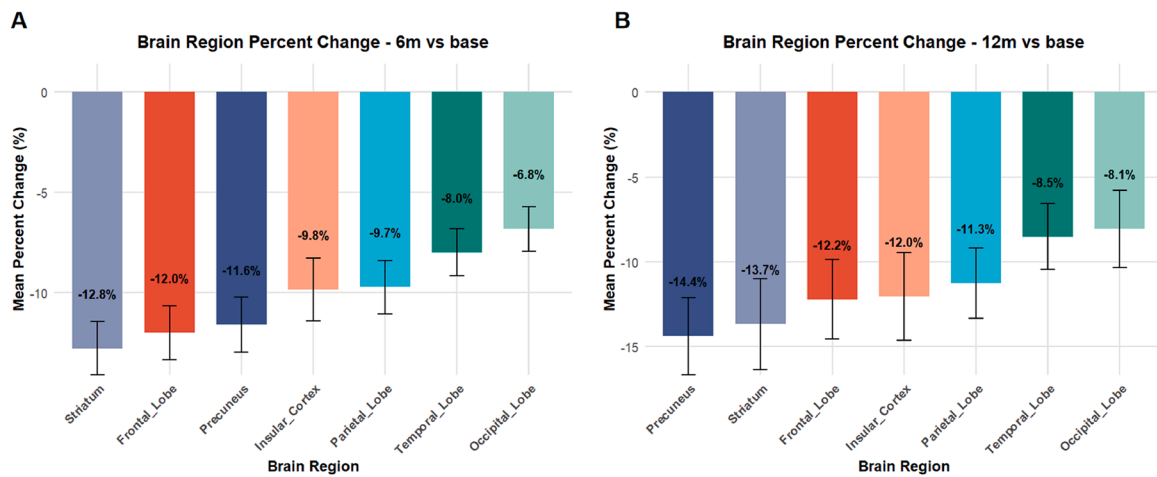 A
Brain Region Percent Change - 6m vs base
Mean Percent Change (%)
0
-5
-10
-12.8%
-12.0%
-11.6%
-9.8%
-9.7%
-8.0%
-6.8%
Striatum
Frontal_Lobe
Precuneus
Insular_Cortex
Parietal_Lobe
Temporal_Lobe
Occipital_Lobe
Brain Region
B
Brain Region Percent Change - 12m vs base
Mean Percent Change (%)
0
-5
-10
-15
-14.4%
-13.7%
-12.2%
-12.0%
-11.3%
-8.5%
-8.1%
Precuneus
Striatum
Frontal_Lobe
Insular_Cortex
Parietal_Lobe
Temporal_Lobe
Occipital_Lobe
Brain Region